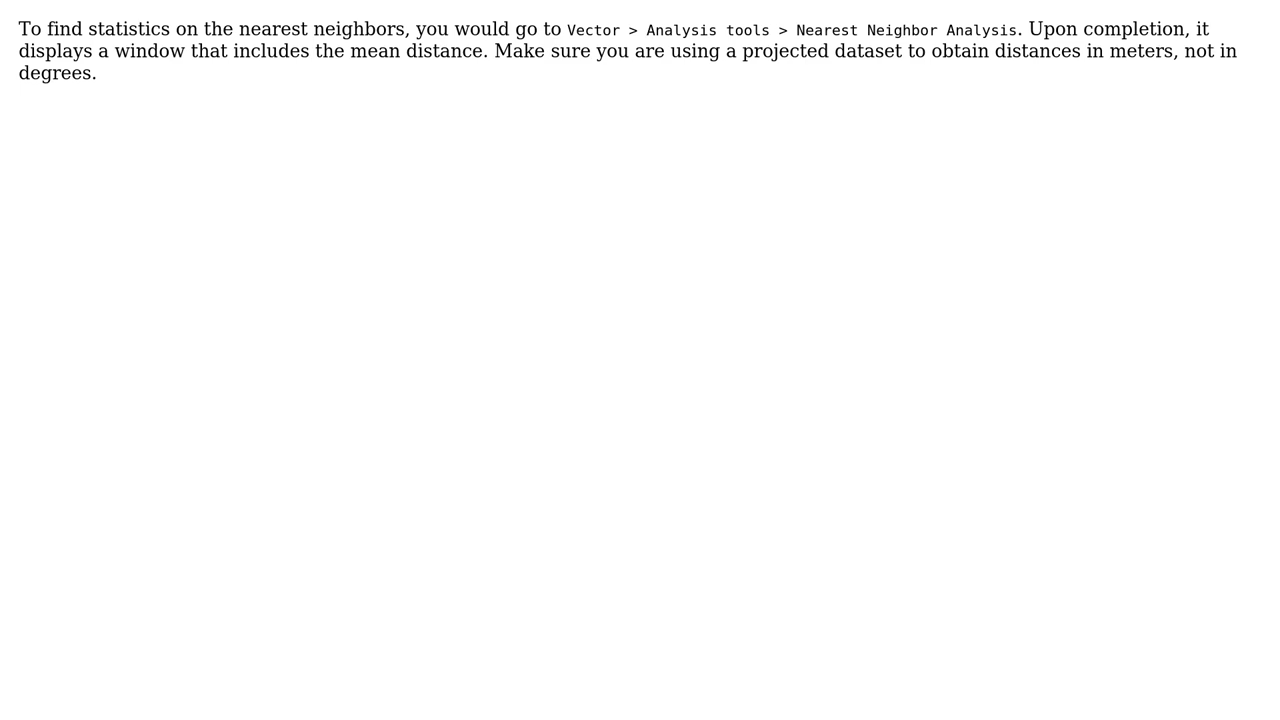 To find statistics on the nearest neighbors, you would go to Vector > Analysis tools > Nearest Neighbor Analysis. Upon completion, it
displays a window that includes the mean distance. Make sure you are using a projected dataset to obtain distances in meters, not in
degrees.